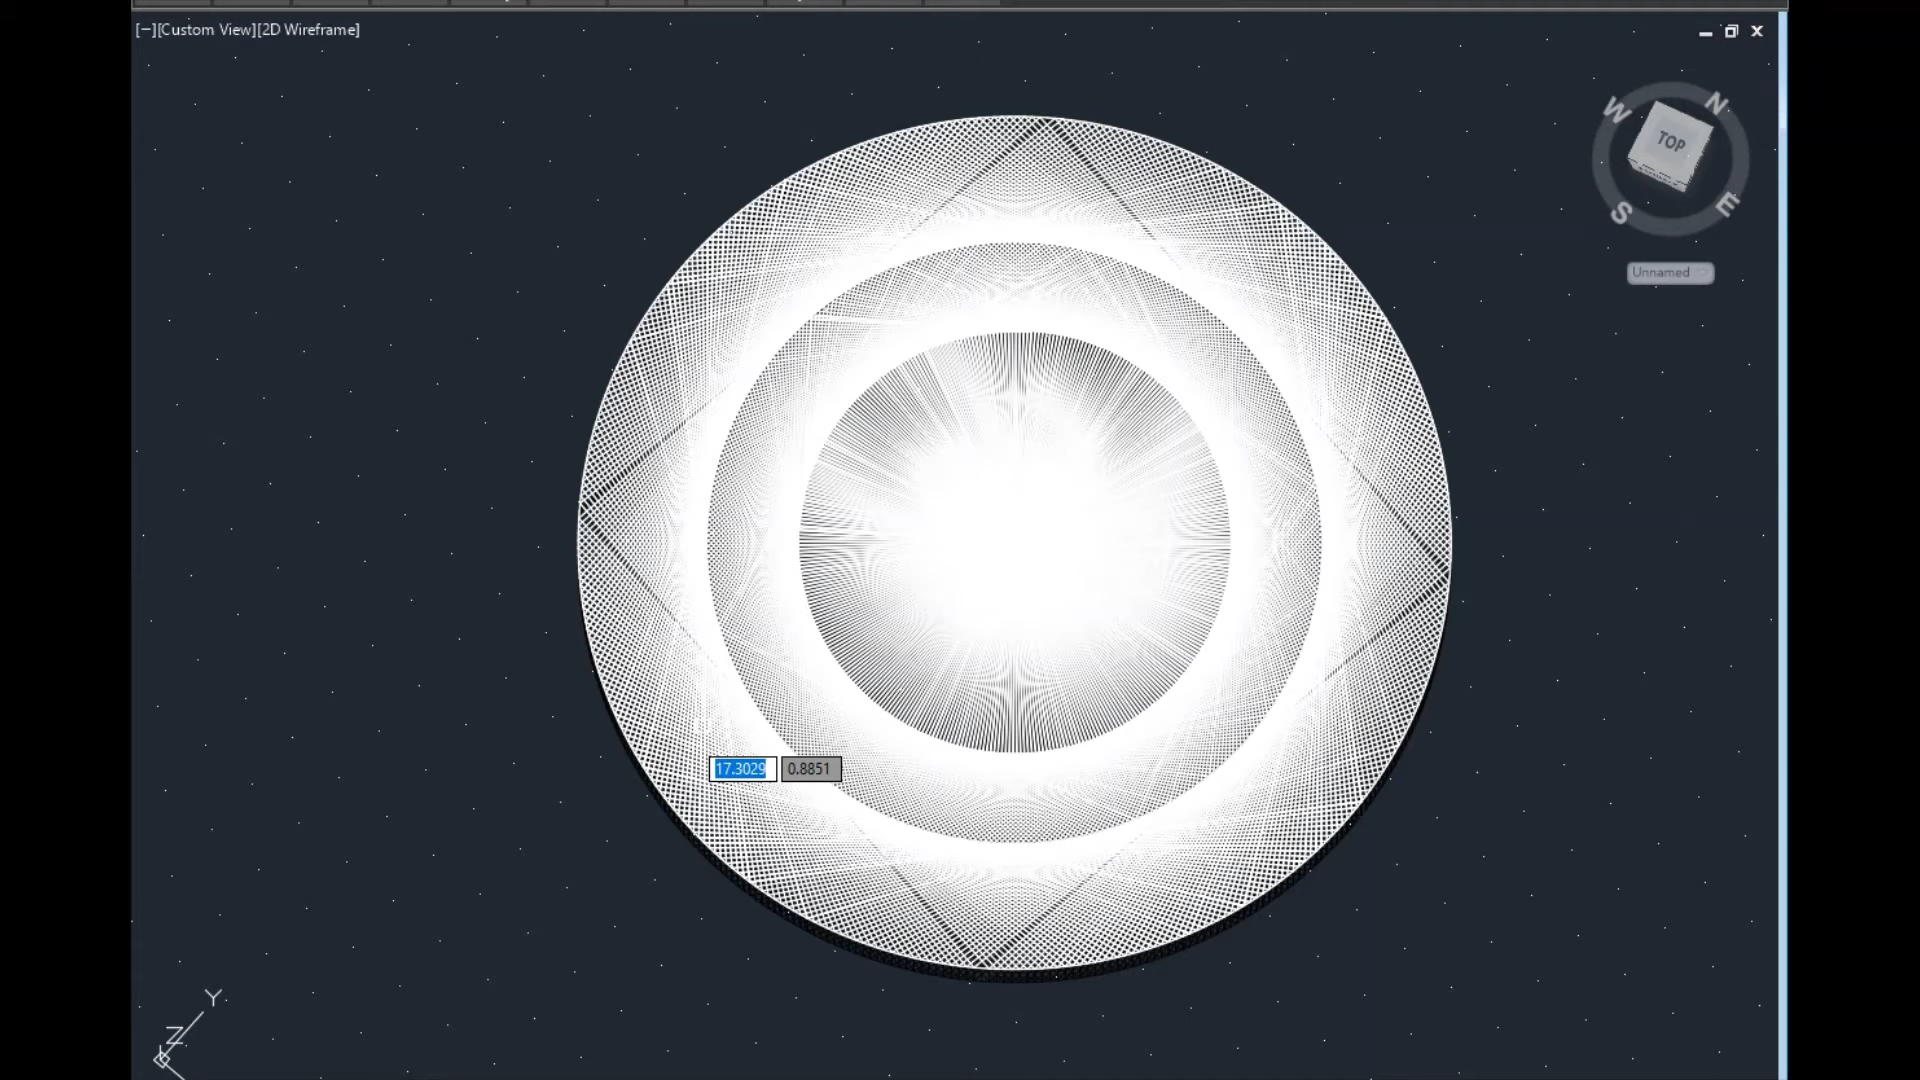 [−][Custom View][2D Wireframe]
W N
TOP
S E
Unnamed
17.3029 0.8851
Y
Z